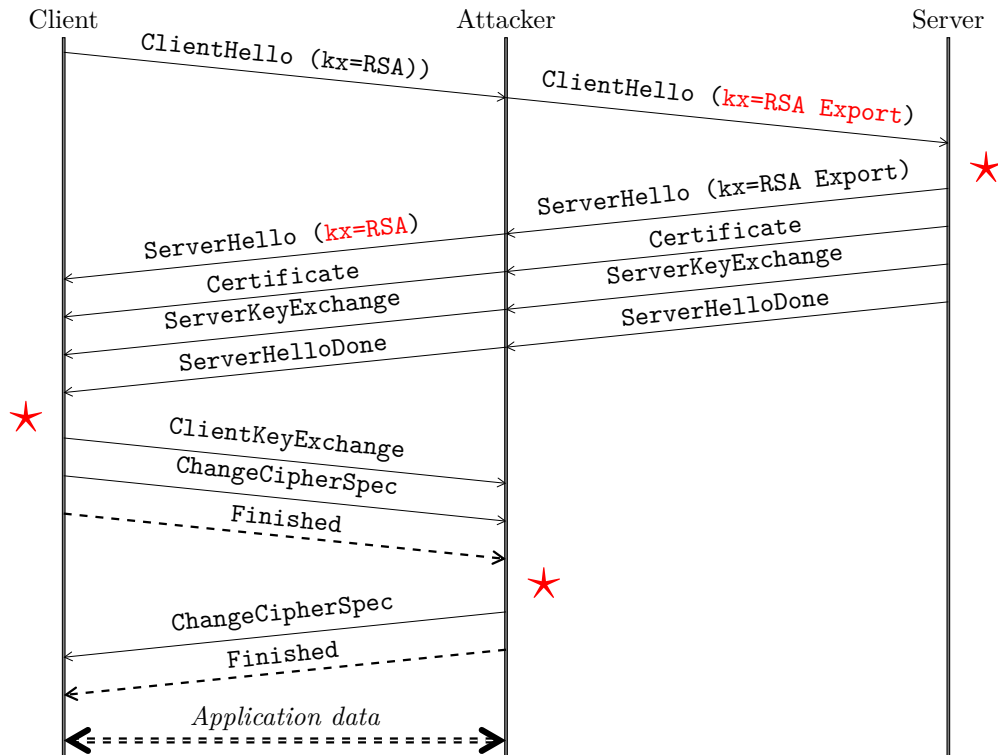 Client Attacker Server
ClientHello (kx=RSA))
ClientHello (kx=RSA Export)
ServerHello (kx=RSA Export)
ServerHello (kx=RSA)
Certificate
Certificate
ServerKeyExchange
ServerKeyExchange
ServerHelloDone
ServerHelloDone
ClientKeyExchange
ChangeCipherSpec
Finished
ChangeCipherSpec
Finished
Application data